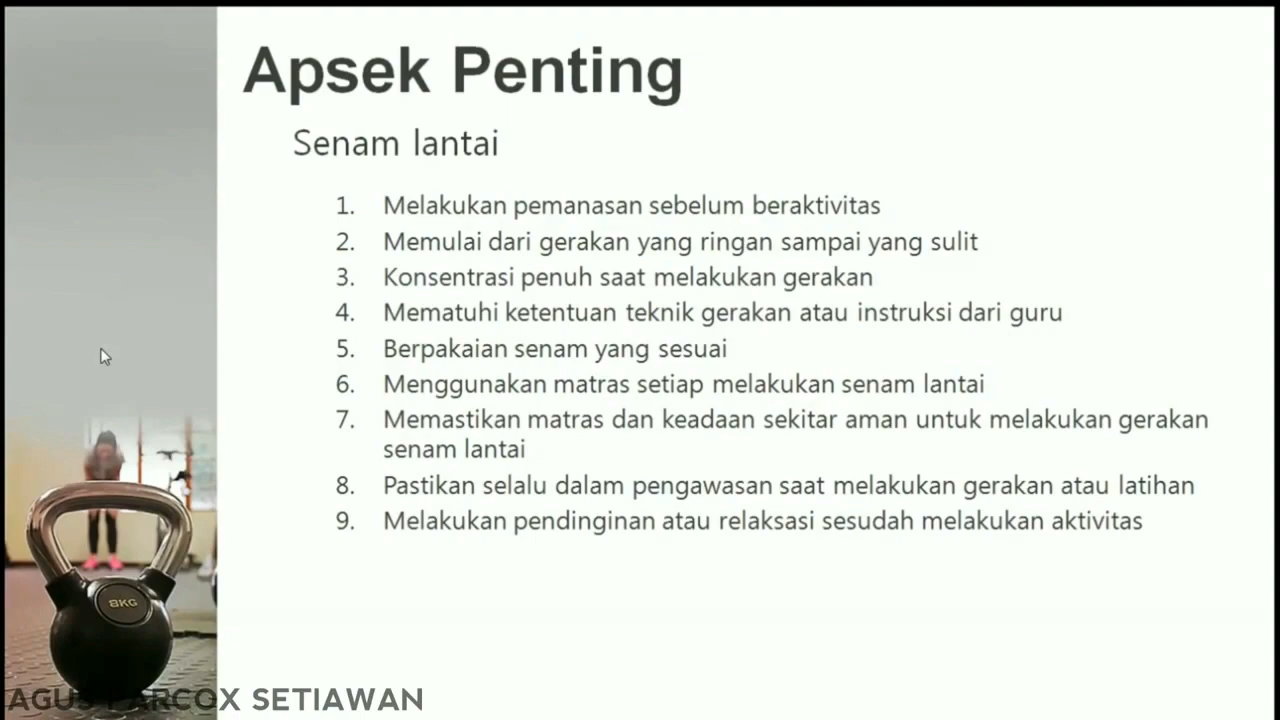 Apsek Penting
Senam lantai
1. Melakukan pemanasan sebelum beraktivitas
2. Memulai dari gerakan yang ringan sampai yang sulit
3. Konsentrasi penuh saat melakukan gerakan
4. Mematuhi ketentuan teknik gerakan atau instruksi dari guru
5. Berpakaian senam yang sesuai
6. Menggunakan matras setiap melakukan senam lantai
7. Memastikan matras dan keadaan sekitar aman untuk melakukan gerakan
senam lantai
8. Pastikan selalu dalam pengawasan saat melakukan gerakan atau latihan
9. Melakukan pendinginan atau relaksasi sesudah melakukan aktivitas
8KG
AGUS PARCOX SETIAWAN